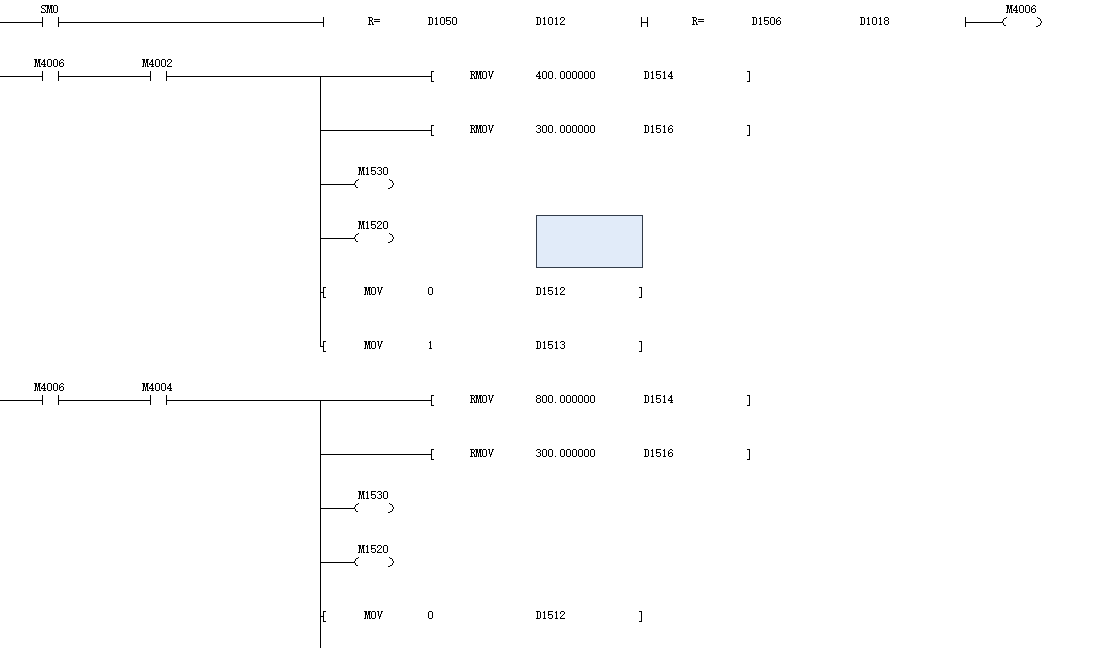 SM0 M4006
R= D1050 D1012 R= D1506 D1018
M4006 M4002
RMOV 400.000000 D1514
RMOV 300.000000 D1516
M1530
M1520
MOV 0 D1512
MOV 1 D1513
M4006 M4004
RMOV 800.000000 D1514
RMOV 300.000000 D1516
M1530
M1520
MOV 0 D1512